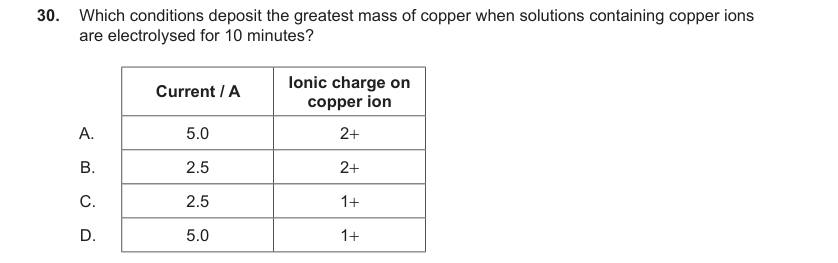 30. Which conditions deposit the greatest mass of copper when solutions containing copper ions
are electrolysed for 10 minutes?
Current / A Ionic charge on
copper ion
A. 5.0 2+
B. 2.5 2+
C. 2.5 1+
D. 5.0 1+